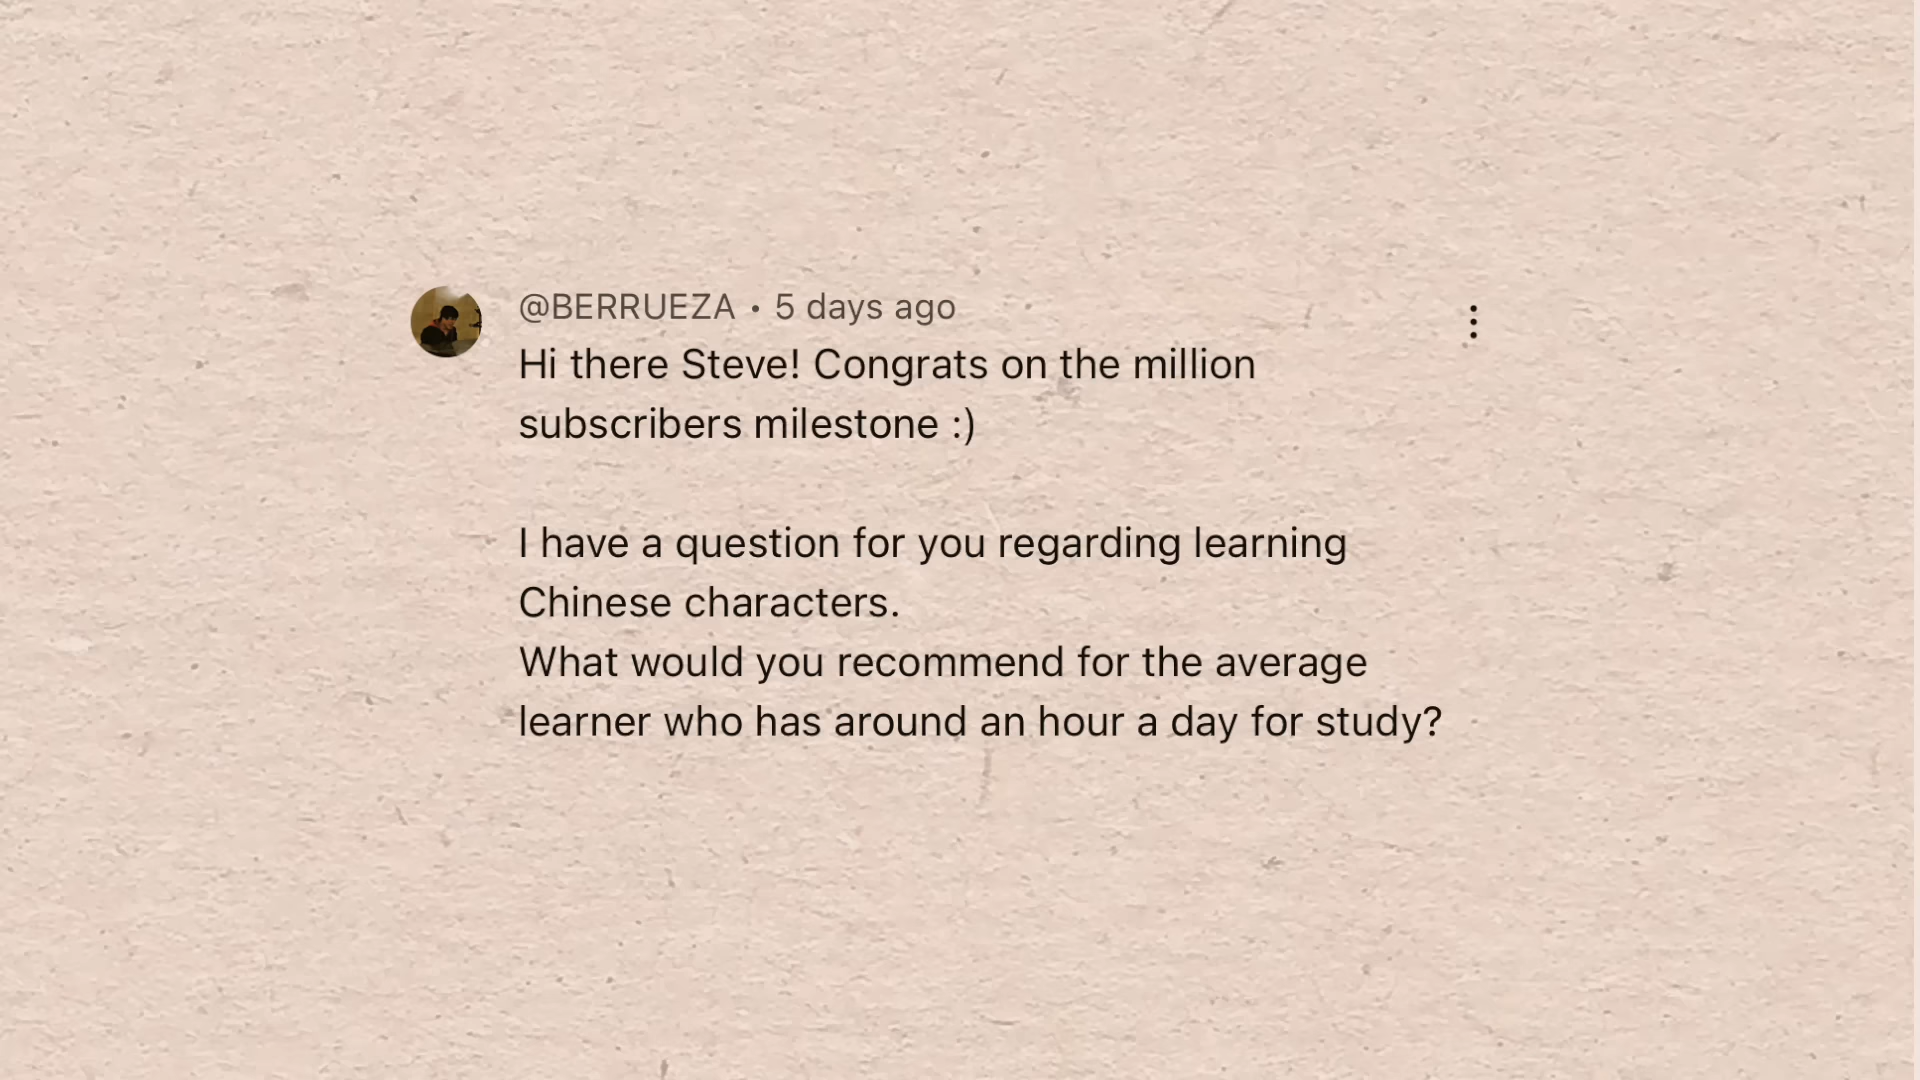 @BERRUEZA • 5 days ago
Hi there Steve! Congrats on the million
subscribers milestone :)
I have a question for you regarding learning
Chinese characters.
What would you recommend for the average
learner who has around an hour a day for study?